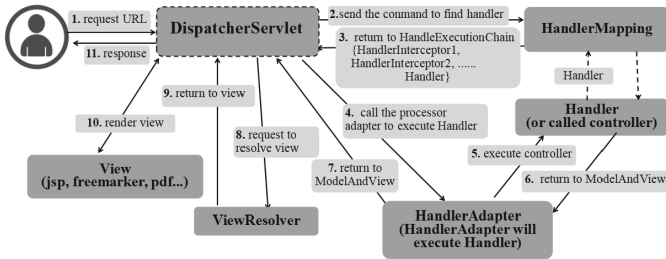 1. request URL
11. response
DispatcherServlet
2.send the command to find handler
3. return to HandleExecutionChain
{HandlerInterceptor1,
HandlerInterceptor2, ......
Handler}
HandlerMapping
Handler
Handler
(or called controller)
10. render view
9. return to view
8. request to
resolve view
4. call the processor
adapter to execute Handler
5. execute controller
6. return to ModelAndView
7. return to
ModelAndView
View
(jsp, freemarker, pdf...)
ViewResolver
HandlerAdapter
(HandlerAdapter will
execute Handler)